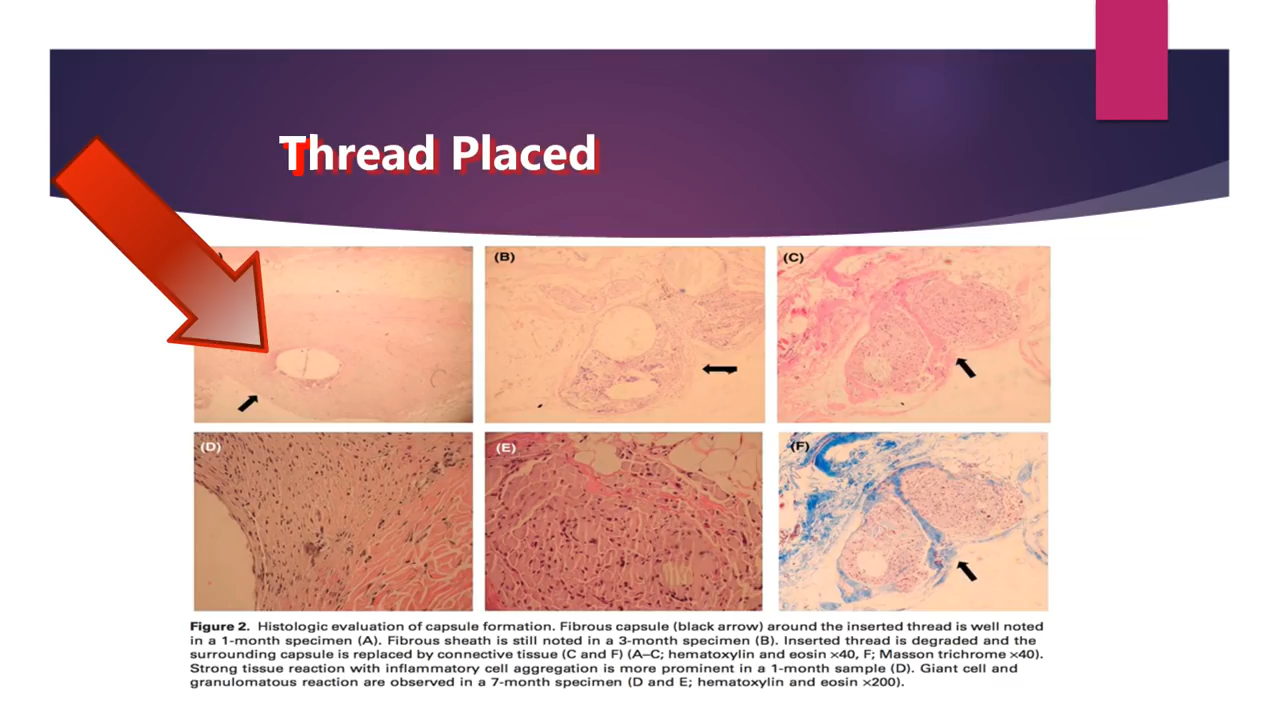 Thread Placed
(B)
(C)
(D)
(E)
(F)
Figure 2. Histologic evaluation of capsule formation. Fibrous capsule (black arrow) around the inserted thread is well noted
in a 1-month specimen (A). Fibrous sheath is still noted in a 3-month specimen (B). Inserted thread is degraded and the
surrounding capsule is replaced by connective tissue (C and F) (A–C; hematoxylin and eosin ×40, F; Masson trichrome ×40).
Strong tissue reaction with inflammatory cell aggregation is more prominent in a 1-month sample (D). Giant cell and
granulomatous reaction are observed in a 7-month specimen (D and E; hematoxylin and eosin ×200).